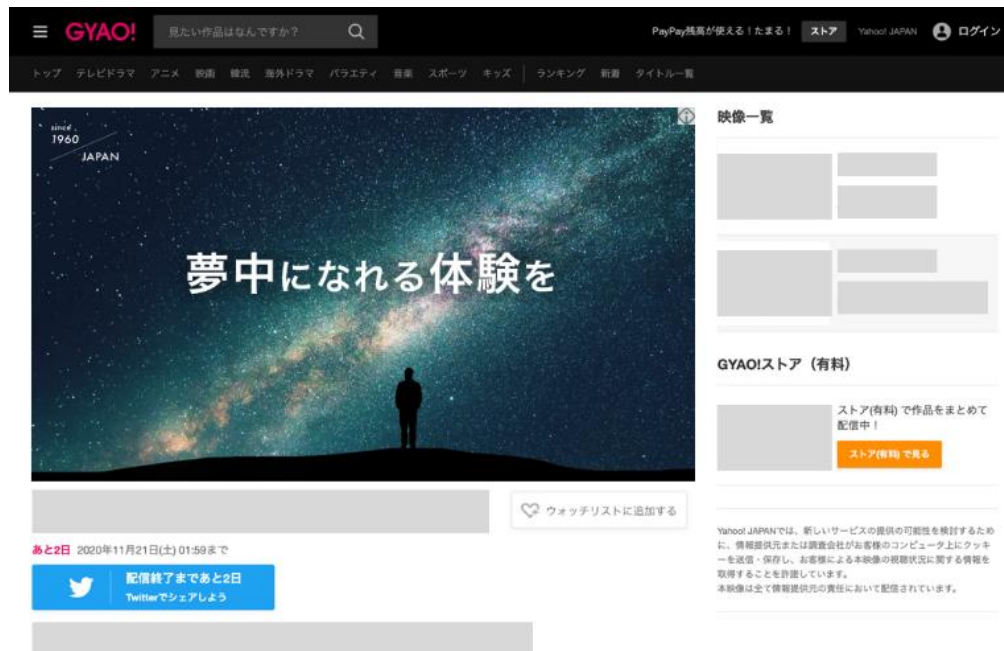 GYAO!
見たい作品はなんですか？
PayPay残高が使える！たまる！
ストア
Yahoo! JAPAN
ログイン
トップ テレビドラマ アニメ 映画 韓流 海外ドラマ バラエティ 音楽 スポーツ キッズ ランキング 新着 タイトル一覧
since
1960
JAPAN
夢中になれる体験を
ウォッチリストに追加する
あと2日 2020年11月21日(土) 01:59まで
配信終了まであと2日
Twitterでシェアしよう
映像一覧
GYAO!ストア（有料）
ストア(有料) で作品をまとめて
配信中！
ストア(有料) で見る
Yahoo! JAPANでは、新しいサービスの提供の可能性を検討するため
に、情報提供元または調査会社がお客様のコンピュータ上にクッキ
ーを送信・保存し、お客様による本映像の視聴状況に関する情報を
取得することを許諾しています。
本映像は全て情報提供元の責任において配信されています。